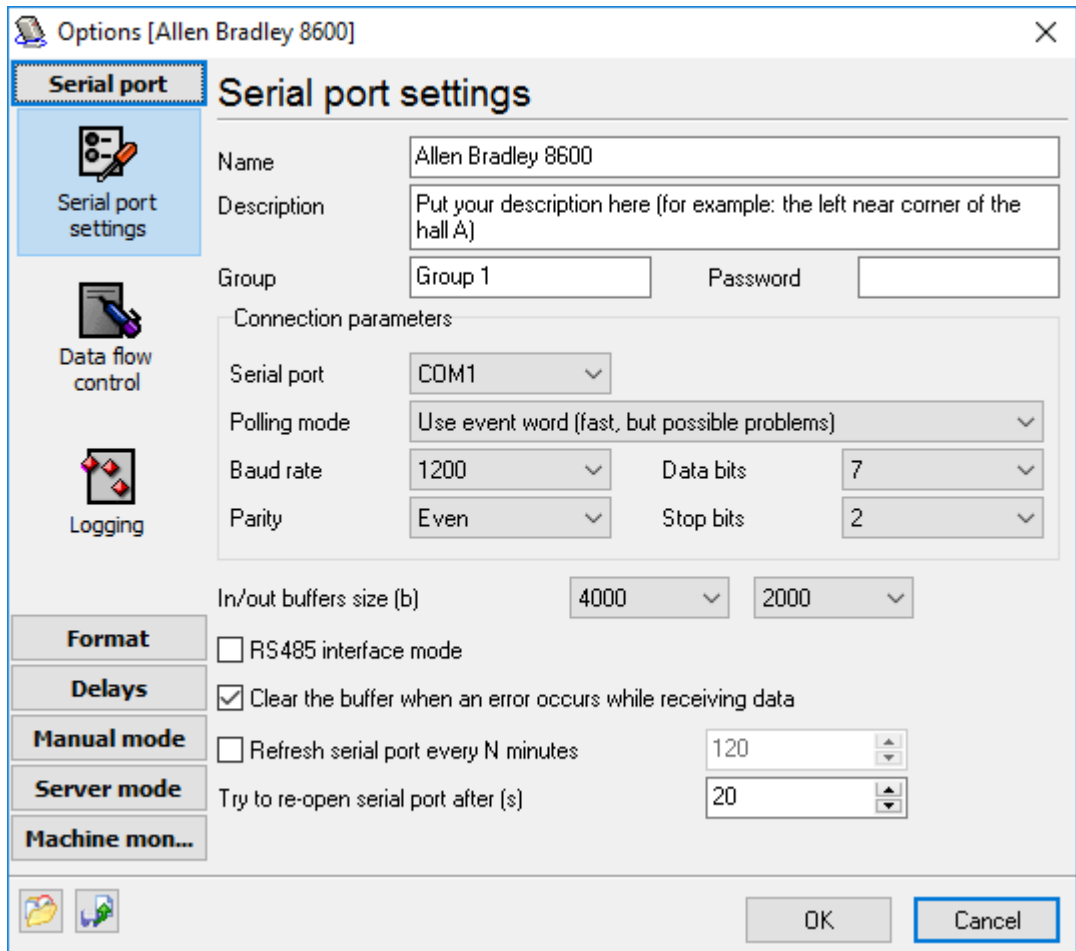 Options [Allen Bradley 8600]
Serial port
Serial port settings
Data flow control
Logging
Format
Delays
Manual mode
Server mode
Machine mon...
Serial port settings
Name Allen Bradley 8600
Description Put your description here (for example: the left near corner of the
hall A)
Group Group 1 Password
Connection parameters
Serial port COM1
Polling mode Use event word (fast, but possible problems)
Baud rate 1200 Data bits 7
Parity Even Stop bits 2
In/out buffers size (b) 4000 2000
RS485 interface mode
Clear the buffer when an error occurs while receiving data
Refresh serial port every N minutes 120
Try to re-open serial port after (s) 20
OK Cancel